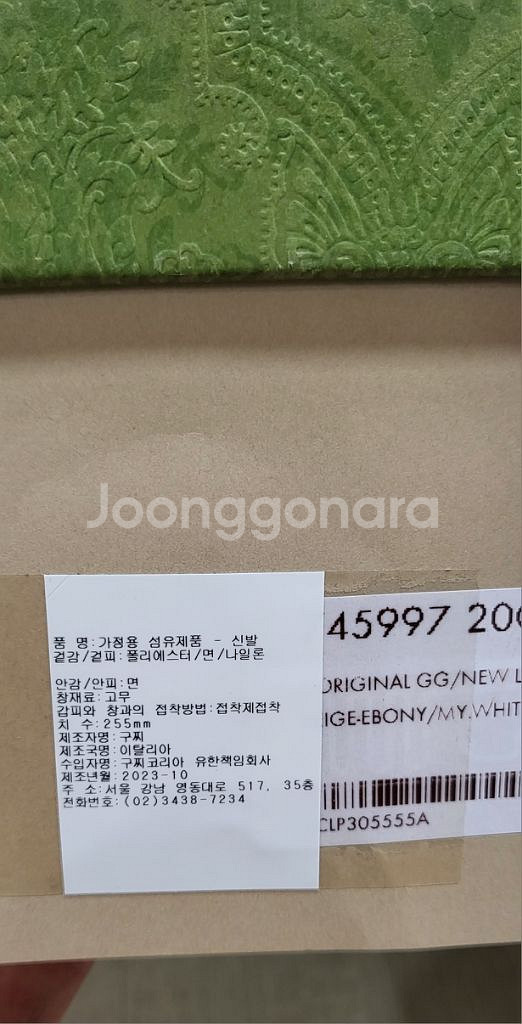 Joonggonara
품 명:가정용 섬유제품 - 신발
겉감/겉피:폴리에스터/면/나일론
안감/안피:면
창재료:고무
갑피와 창과의 접착방법:접착제접착
치 수:255mm
제조자명:구찌
제조국명:이탈리아
수입자명:구찌코리아 유한책임회사
제조년월:2023-10
주 소:서울 강남 영동대로 517, 35층
전화번호:(02)3438-7234
45997 20
ORIGINAL GG/NEW L
IGE-EBONY/MY.WHIT
CLP305555A